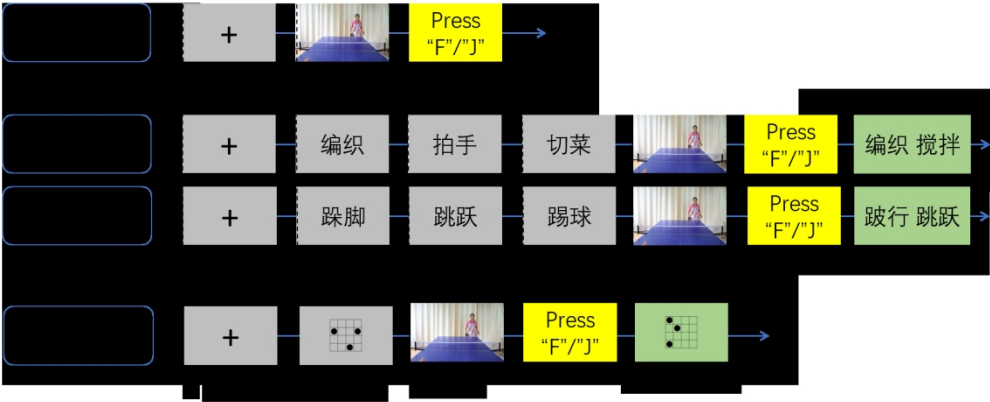 +
Press
“F”/”J”
+
编织
拍手
切菜
Press
“F”/”J”
编织 搅拌
+
跺脚
跳跃
踢球
Press
“F”/”J”
跛行 跳跃
+
Press
“F”/”J”